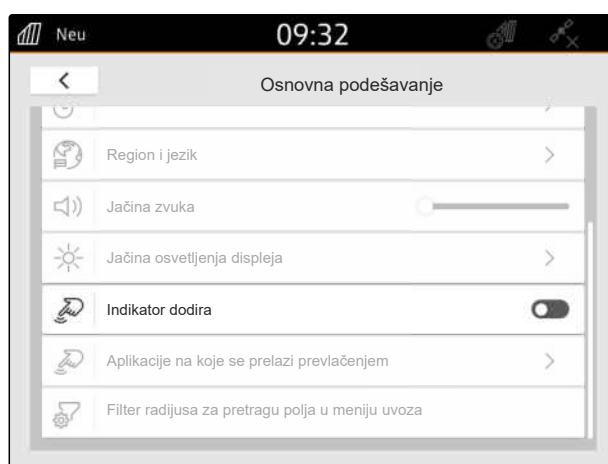 Neu
09:32
Osnovna podešavanje
Region i jezik
Jačina zvuka
Jačina osvetljenja displeja
Indikator dodira
Aplikacije na koje se prelazi prevlačenjem
Filter radijusa za pretragu polja u meniju uvoza